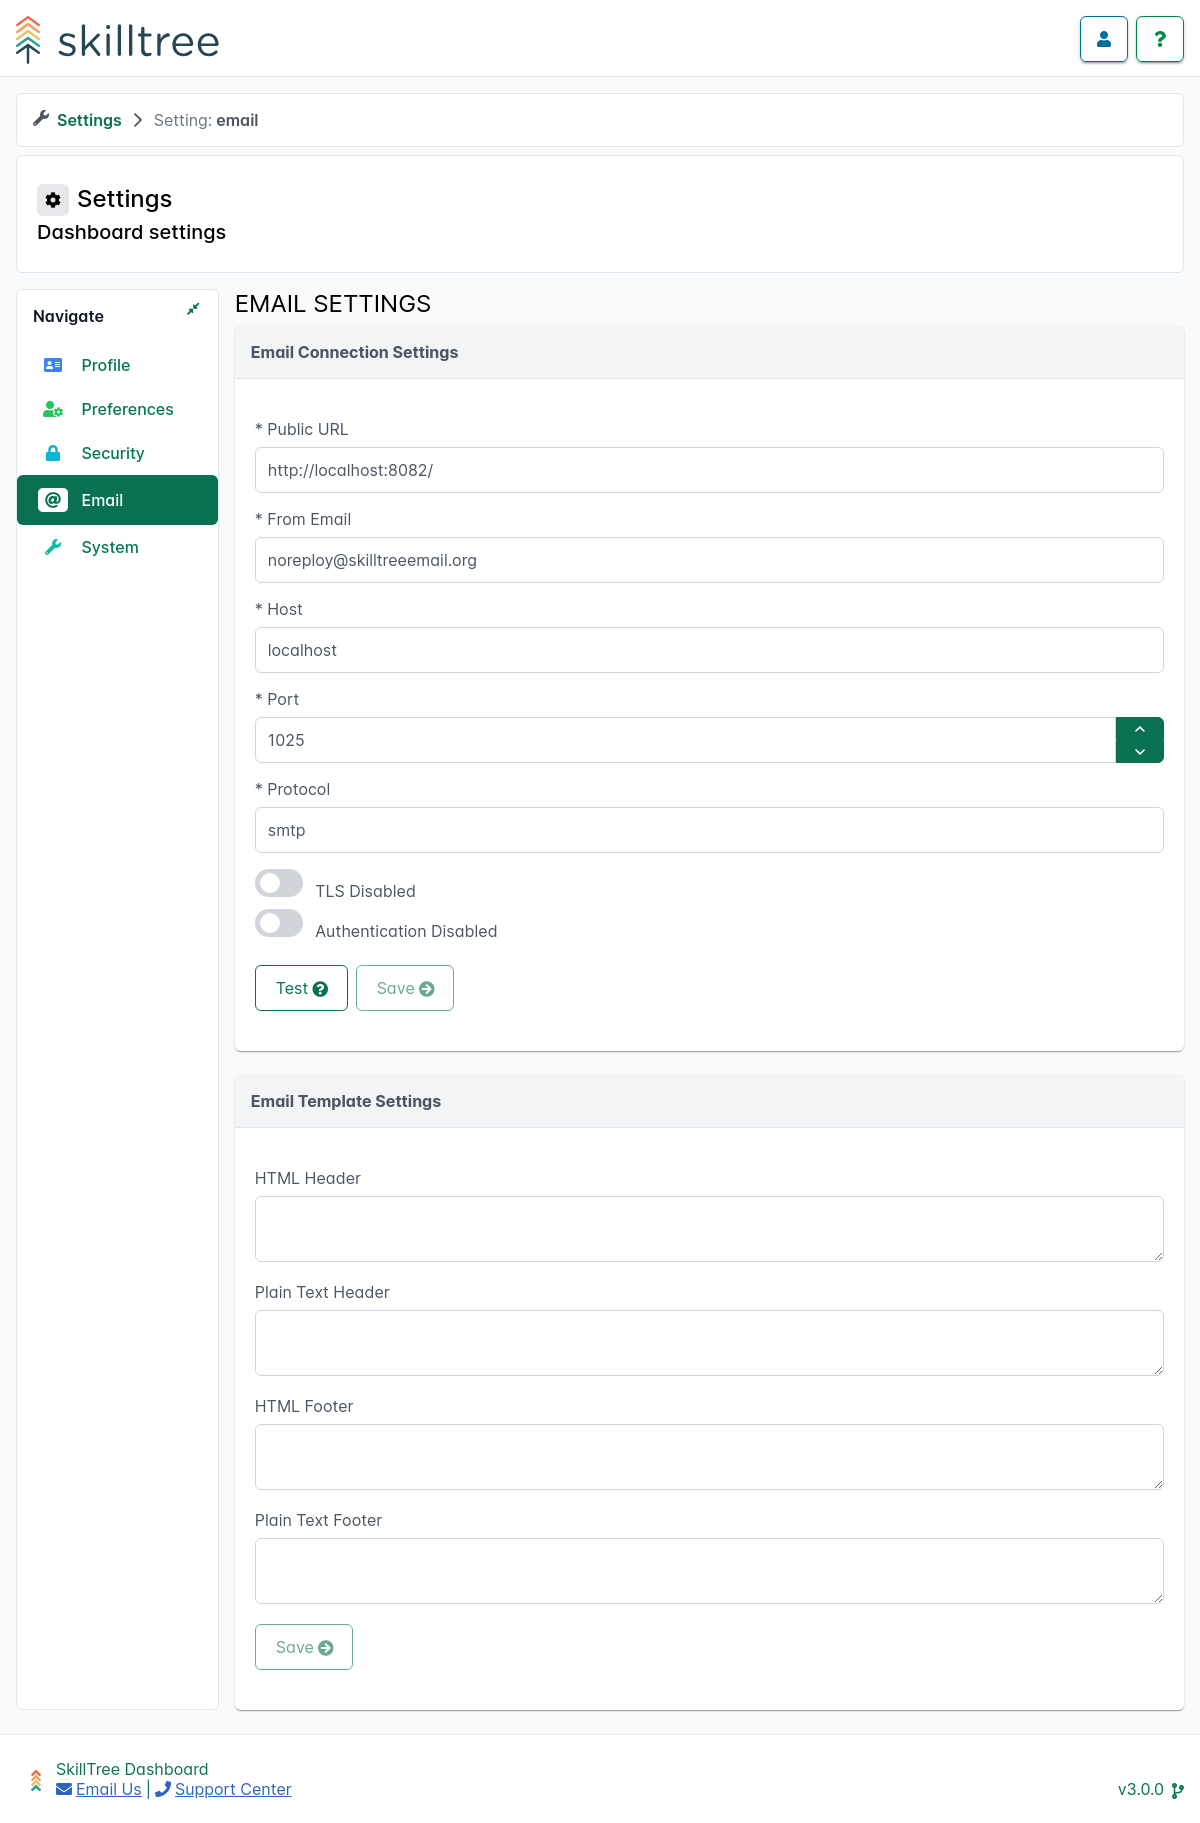 skilltree
Settings
Setting: email
Settings
Dashboard settings
Navigate
Profile
Preferences
Security
Email
System
EMAIL SETTINGS
Email Connection Settings
* Public URL
http://localhost:8082/
* From Email
noreploy@skilltreeemail.org
* Host
localhost
* Port
1025
* Protocol
smtp
TLS Disabled
Authentication Disabled
Test
Save
Email Template Settings
HTML Header
Plain Text Header
HTML Footer
Plain Text Footer
Save
SkillTree Dashboard
Email Us | Support Center
v3.0.0